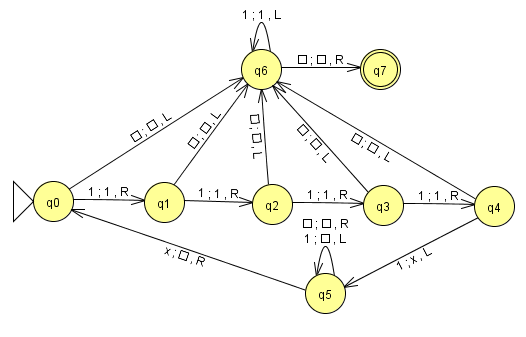 1 ; 1 , L
q6
□ ; □ , R
q7
□ ; □ , L
□ ; □ , L
□ ; □ , L
□ ; □ , L
□ ; □ , L
q0
1 ; 1 , R
q1
1 ; 1 , R
q2
1 ; 1 , R
q3
1 ; 1 , R
q4
□ ; □ , R
1 ; □ , L
x ; □ , R
1 ; x , L
q5